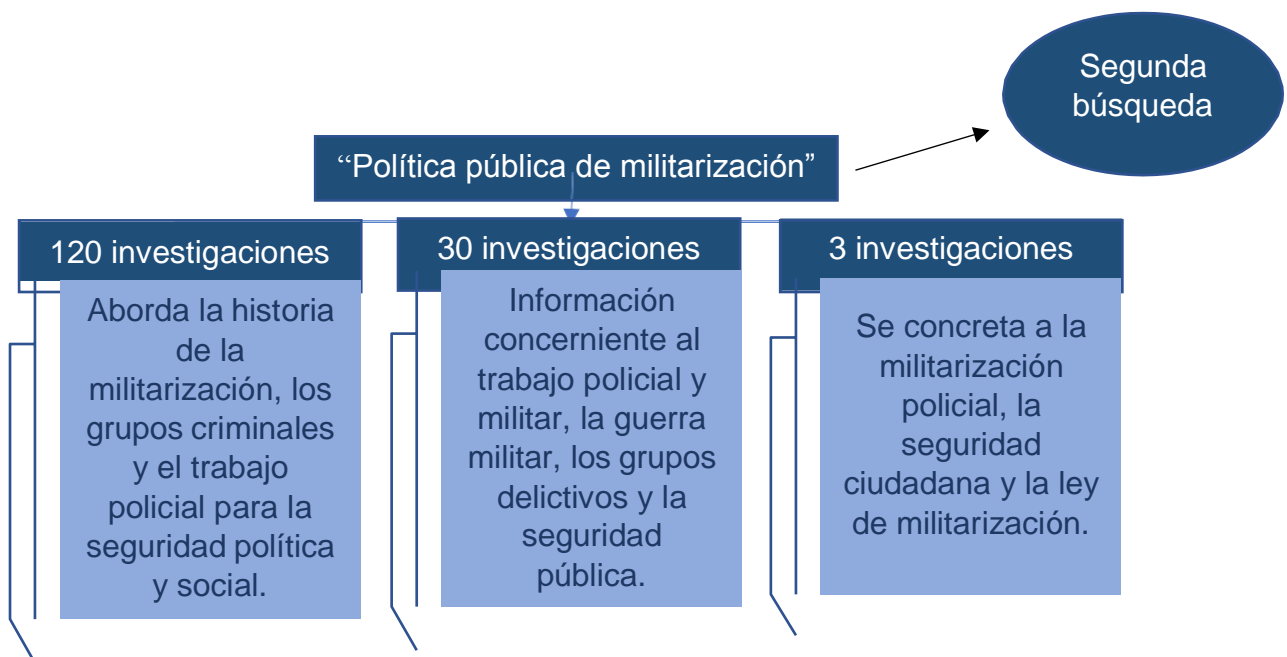 Segunda
búsqueda
“Política pública de militarización”
120 investigaciones
Aborda la historia
de la
militarización, los
grupos criminales
y el trabajo
policial para la
seguridad política
y social.
30 investigaciones
Información
concerniente al
trabajo policial y
militar, la guerra
militar, los grupos
delictivos y la
seguridad
pública.
3 investigaciones
Se concreta a la
militarización
policial, la
seguridad
ciudadana y la ley
de militarización.